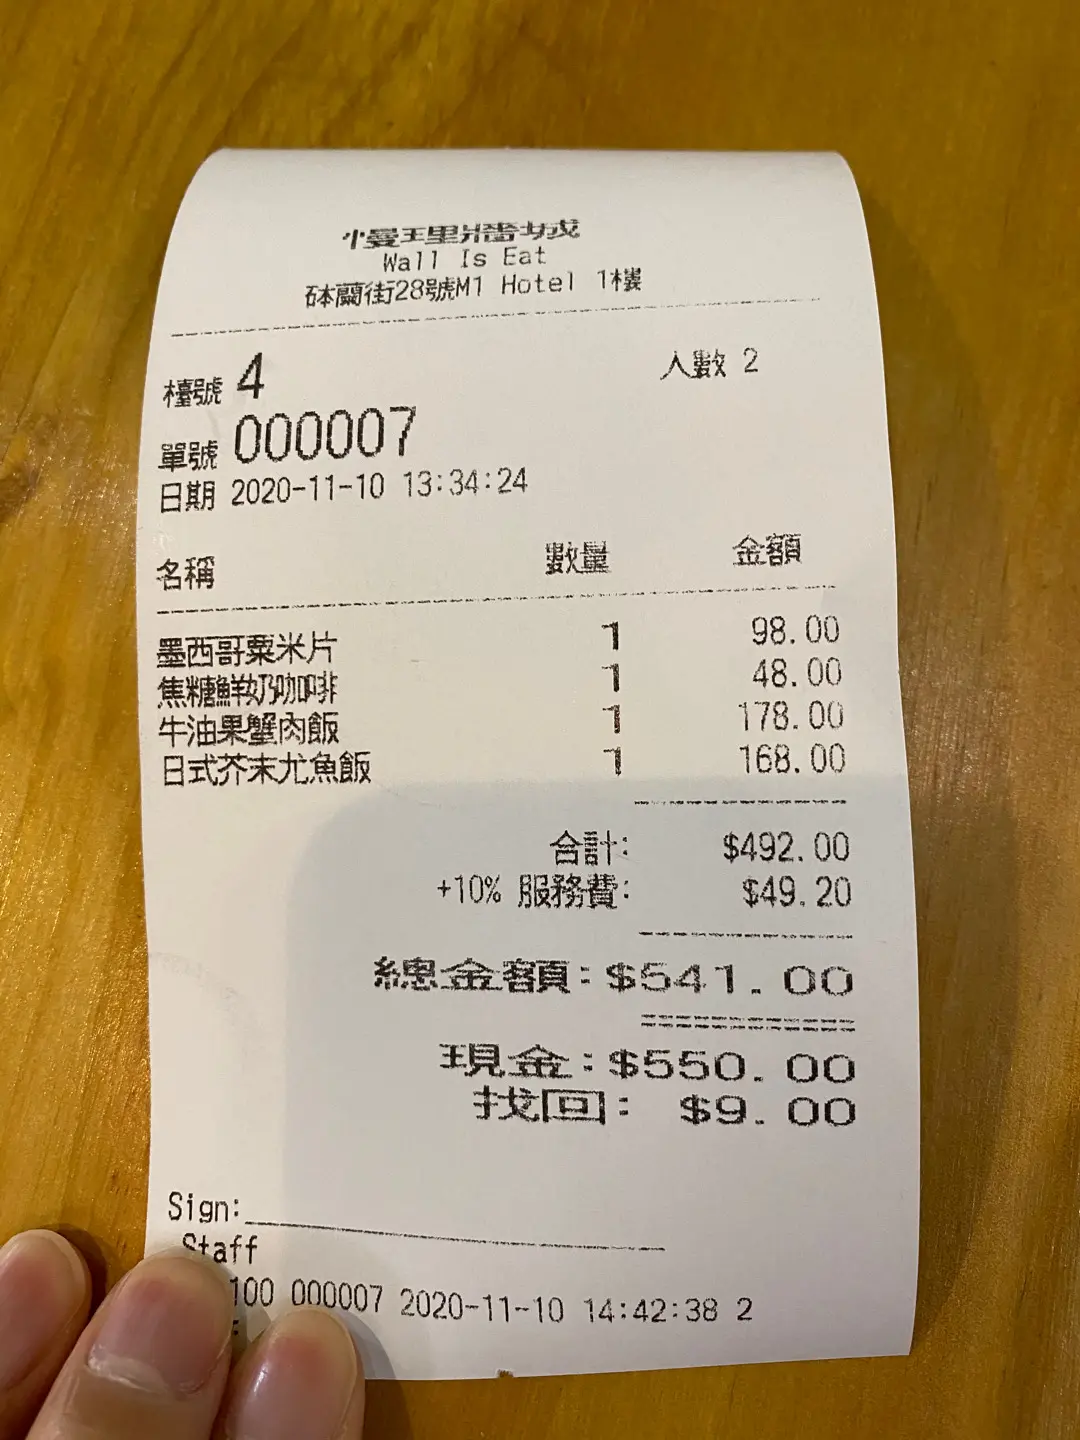 慢理牆城
Wall Is Eat
砵蘭街28號M1 Hotel 1樓
檯號 4 人數 2
單號 000007
日期 2020-11-10 13:34:24
名稱 數量 金額
墨西哥粟米片 1 98.00
焦糖鮮奶咖啡 1 48.00
牛油果蟹肉飯 1 178.00
日式芥末尤魚飯 1 168.00
合計: $492.00
+10% 服務費: $49.20
總金額: $541.00
現金: $550.00
找回: $9.00
Sign:
Staff
100 000007 2020-11-10 14:42:38 2